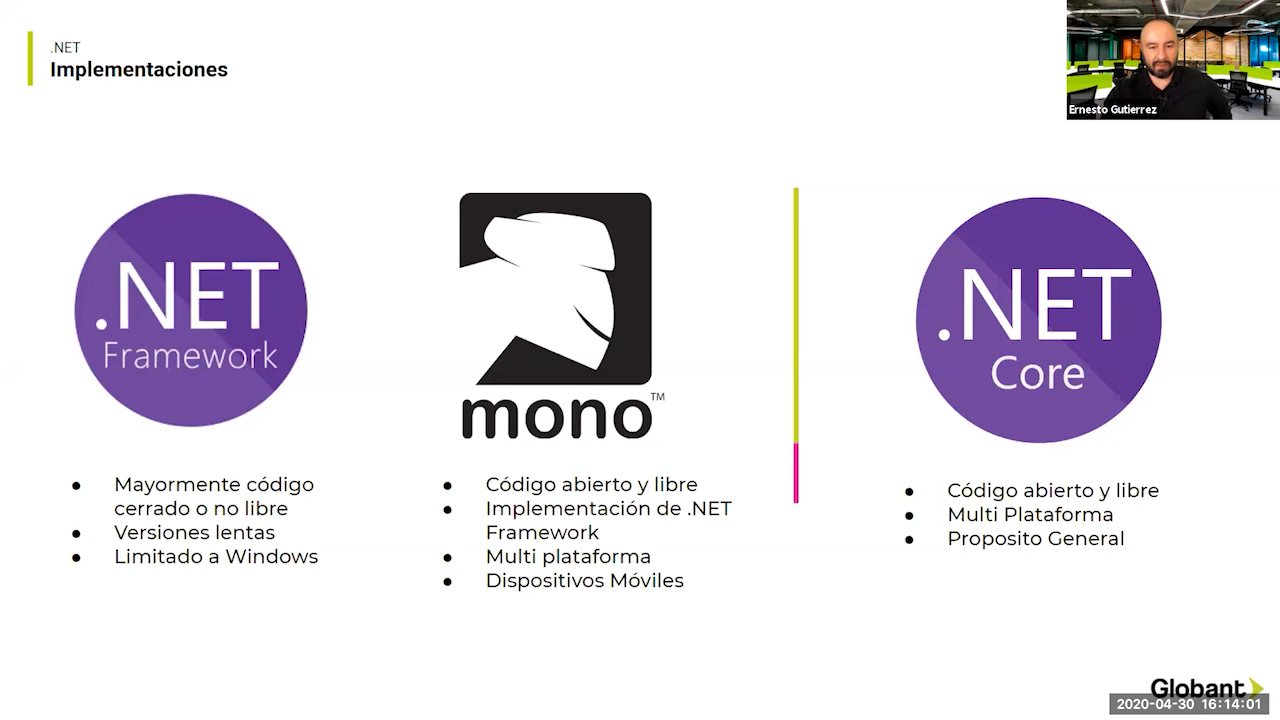 .NET
Implementaciones
Ernesto Gutierrez
.NET
Framework
mono™
.NET
Core
● Mayormente código
cerrado o no libre
● Versiones lentas
● Limitado a Windows
● Código abierto y libre
● Implementación de .NET
Framework
● Multi plataforma
● Dispositivos Móviles
● Código abierto y libre
● Multi Plataforma
● Proposito General
Globant
2020-04-30 16:14:01